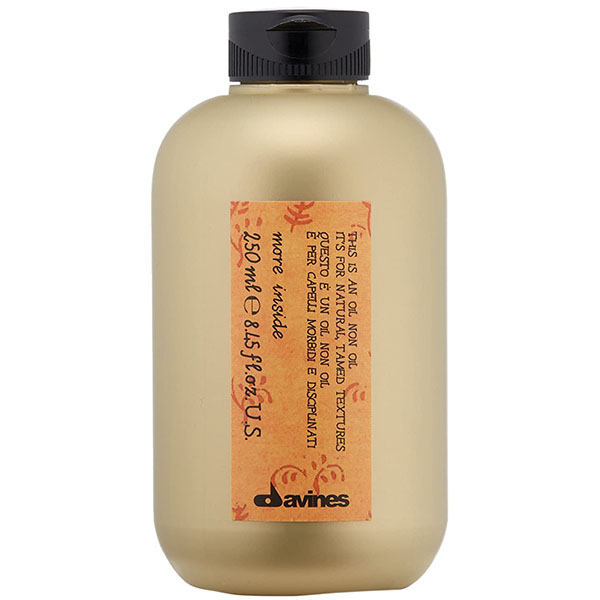 THIS IS AN OIL NON OIL
IT'S FOR NATURAL, TAMED TEXTURES
QUESTO È UN OIL NON OIL
È PER CAPELLI MORBIDI E DISCIPLINATI
more inside
250 ml e 8.45 fl.oz. U.S.
davines